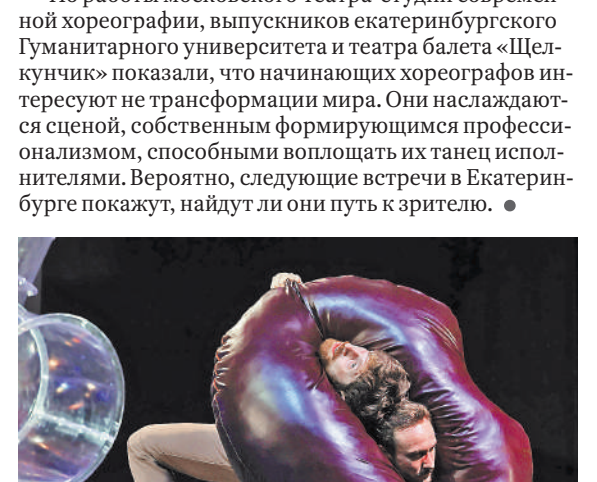 ной хореографии, выпускников екатеринбургского
Гуманитарного университета и театра балета «Щел-
кунчик» показали, что начинающих хореографов ин-
тересуют не трансформации мира. Они наслаждают-
ся сценой, собственным формирующимся професси-
онализмом, способными воплощать их танец испол-
нителями. Вероятно, следующие встречи в Екатерин-
бурге покажут, найдут ли они путь к зрителю. ●